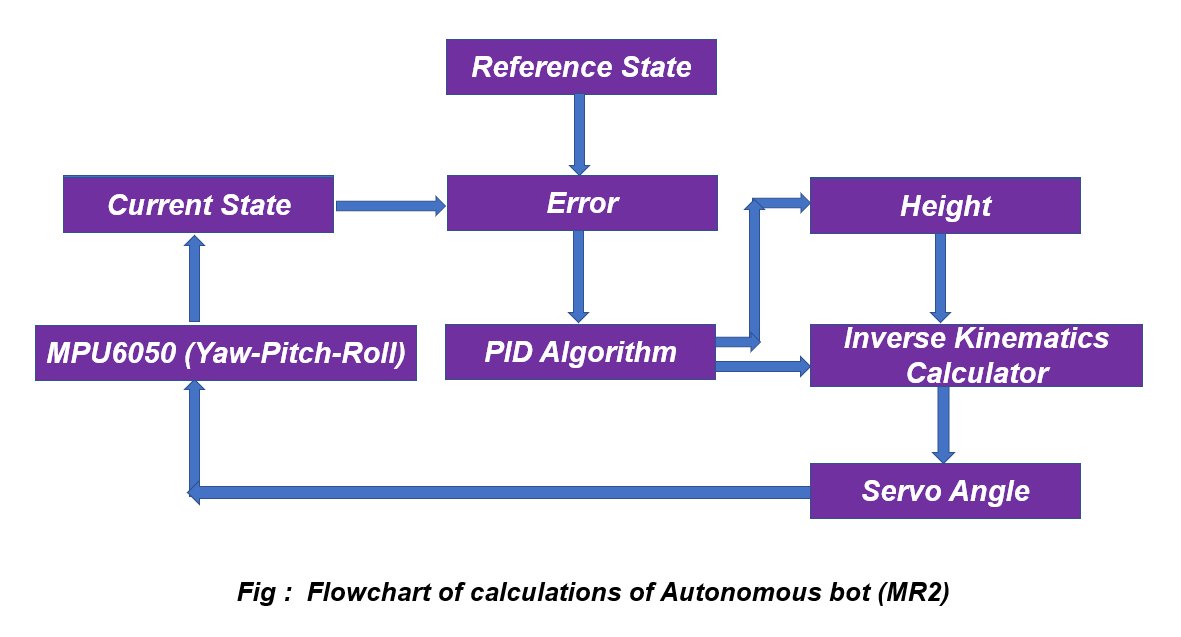 Reference State
Current State
Error
Height
MPU6050 (Yaw-Pitch-Roll)
PID Algorithm
Inverse Kinematics
Calculator
Servo Angle
Fig :  Flowchart of calculations of Autonomous bot (MR2)